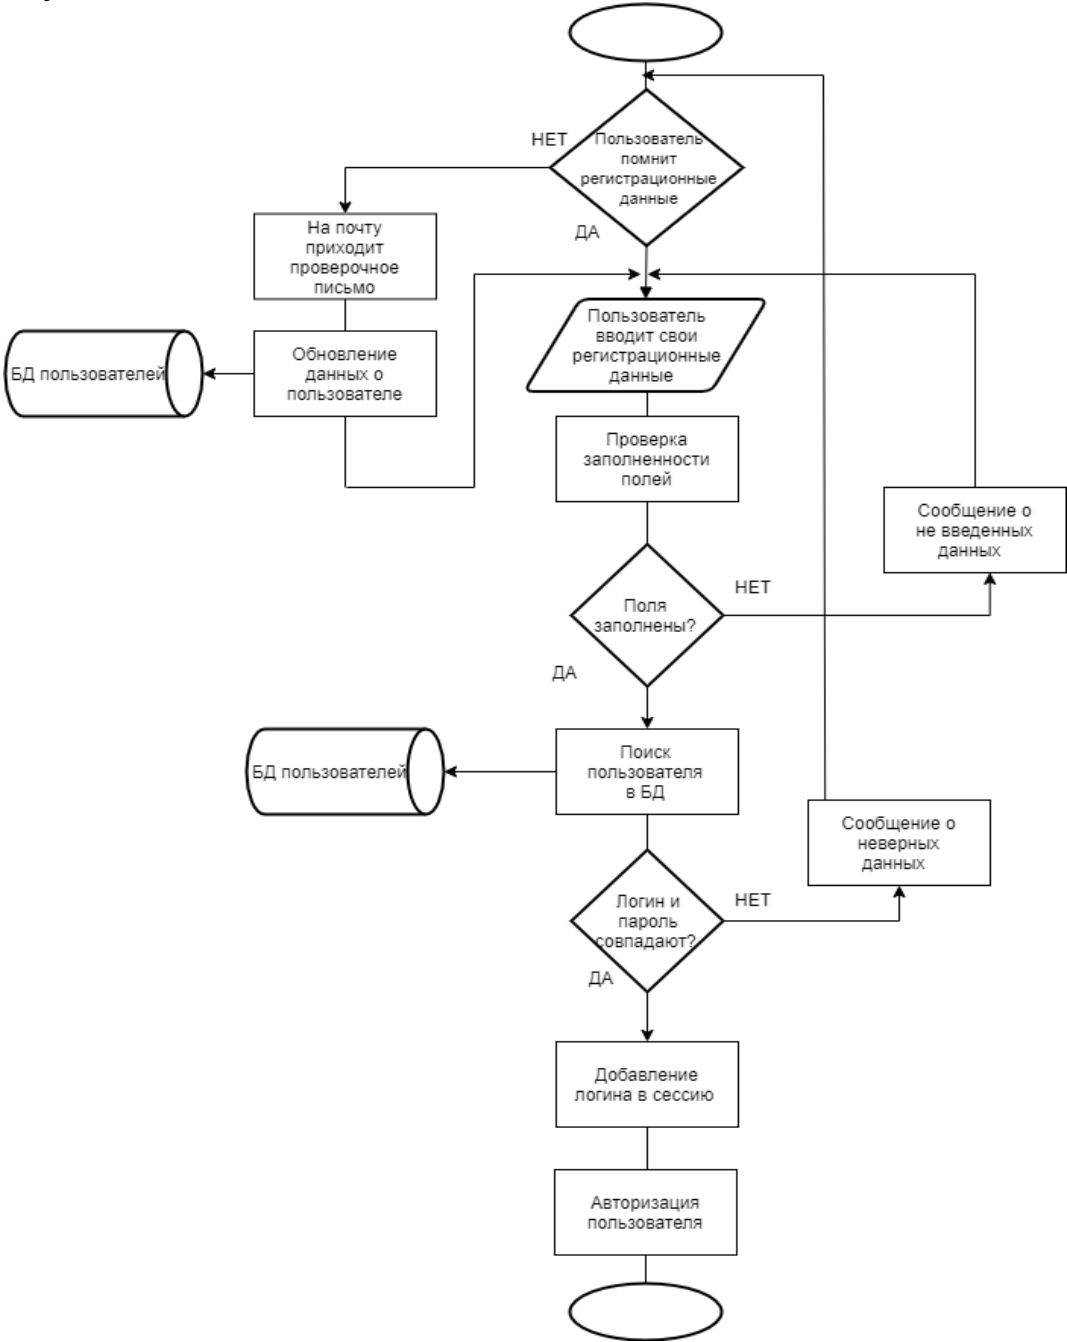 НЕТ
Пользователь
помнит
регистрационные
данные
ДА
На почту
приходит
проверочное
письмо
Пользователь
вводит свои
регистрационные
данные
БД пользователей
Обновление
данных о
пользователе
Проверка
заполненности
полей
Сообщение о
не введенных
данных
Поля
заполнены?
НЕТ
ДА
БД пользователей
Поиск
пользователя
в БД
Сообщение о
неверных
данных
Логин и
пароль
совпадают?
НЕТ
ДА
Добавление
логина в сессию
Авторизация
пользователя